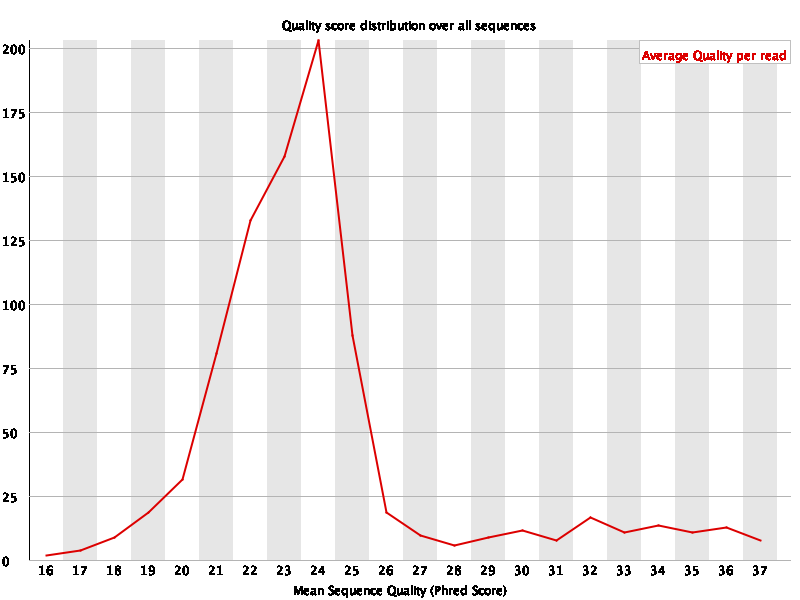 Quality score distribution over all sequences
Average Quality per read
200
175
150
125
100
75
50
25
0
16 17 18 19 20 21 22 23 24 25 26 27 28 29 30 31 32 33 34 35 36 37
Mean Sequence Quality (Phred Score)